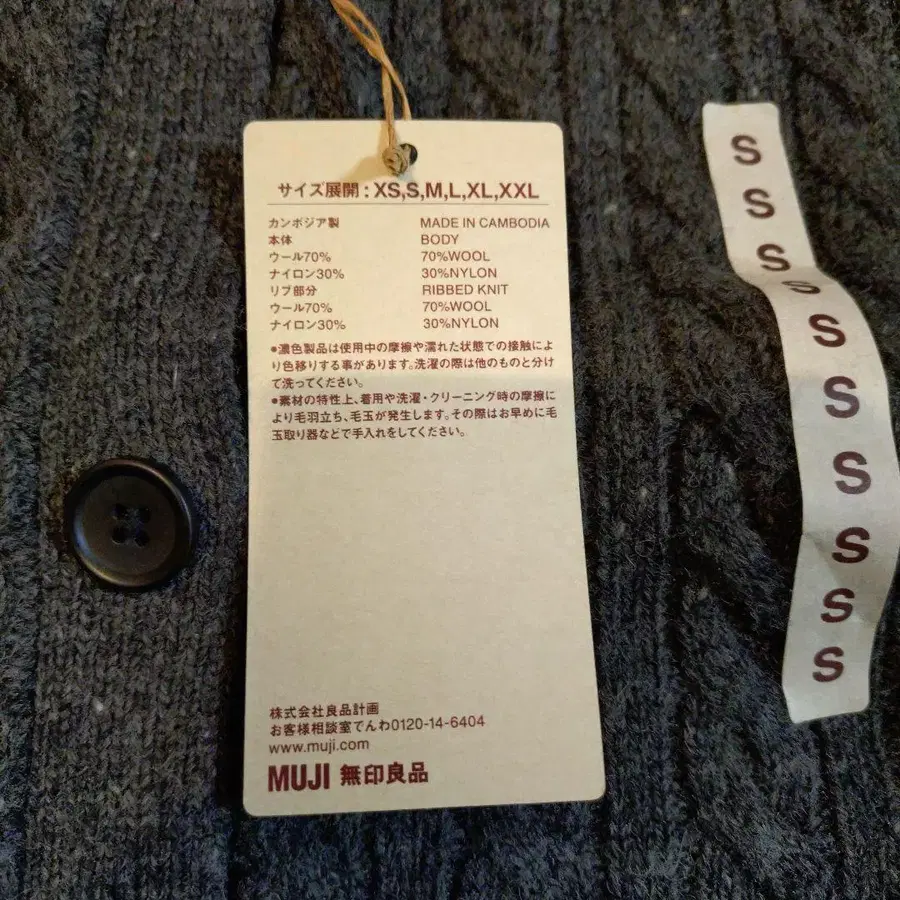 サイズ展開：XS,S,M,L,XL,XXL
カンボジア製 MADE IN CAMBODIA
本体 BODY
ウール70% 70%WOOL
ナイロン30% 30%NYLON
リブ部分 RIBBED KNIT
ウール70% 70%WOOL
ナイロン30% 30%NYLON
●濃色製品は使用中の摩擦や濡れた状態での接触によ
り色移りする事があります。洗濯の際は他のものと分け
て洗ってください。
●素材の特性上、着用や洗濯・クリーニング時の摩擦に
より毛羽立ち、毛玉が発生します。その際はお早めに毛
玉取り器などで手入れをしてください。
株式会社良品計画
お客様相談室でんわ0120-14-6404
www.muji.com
MUJI 無印良品
S
S
S
S
S
S
S
S
S
S